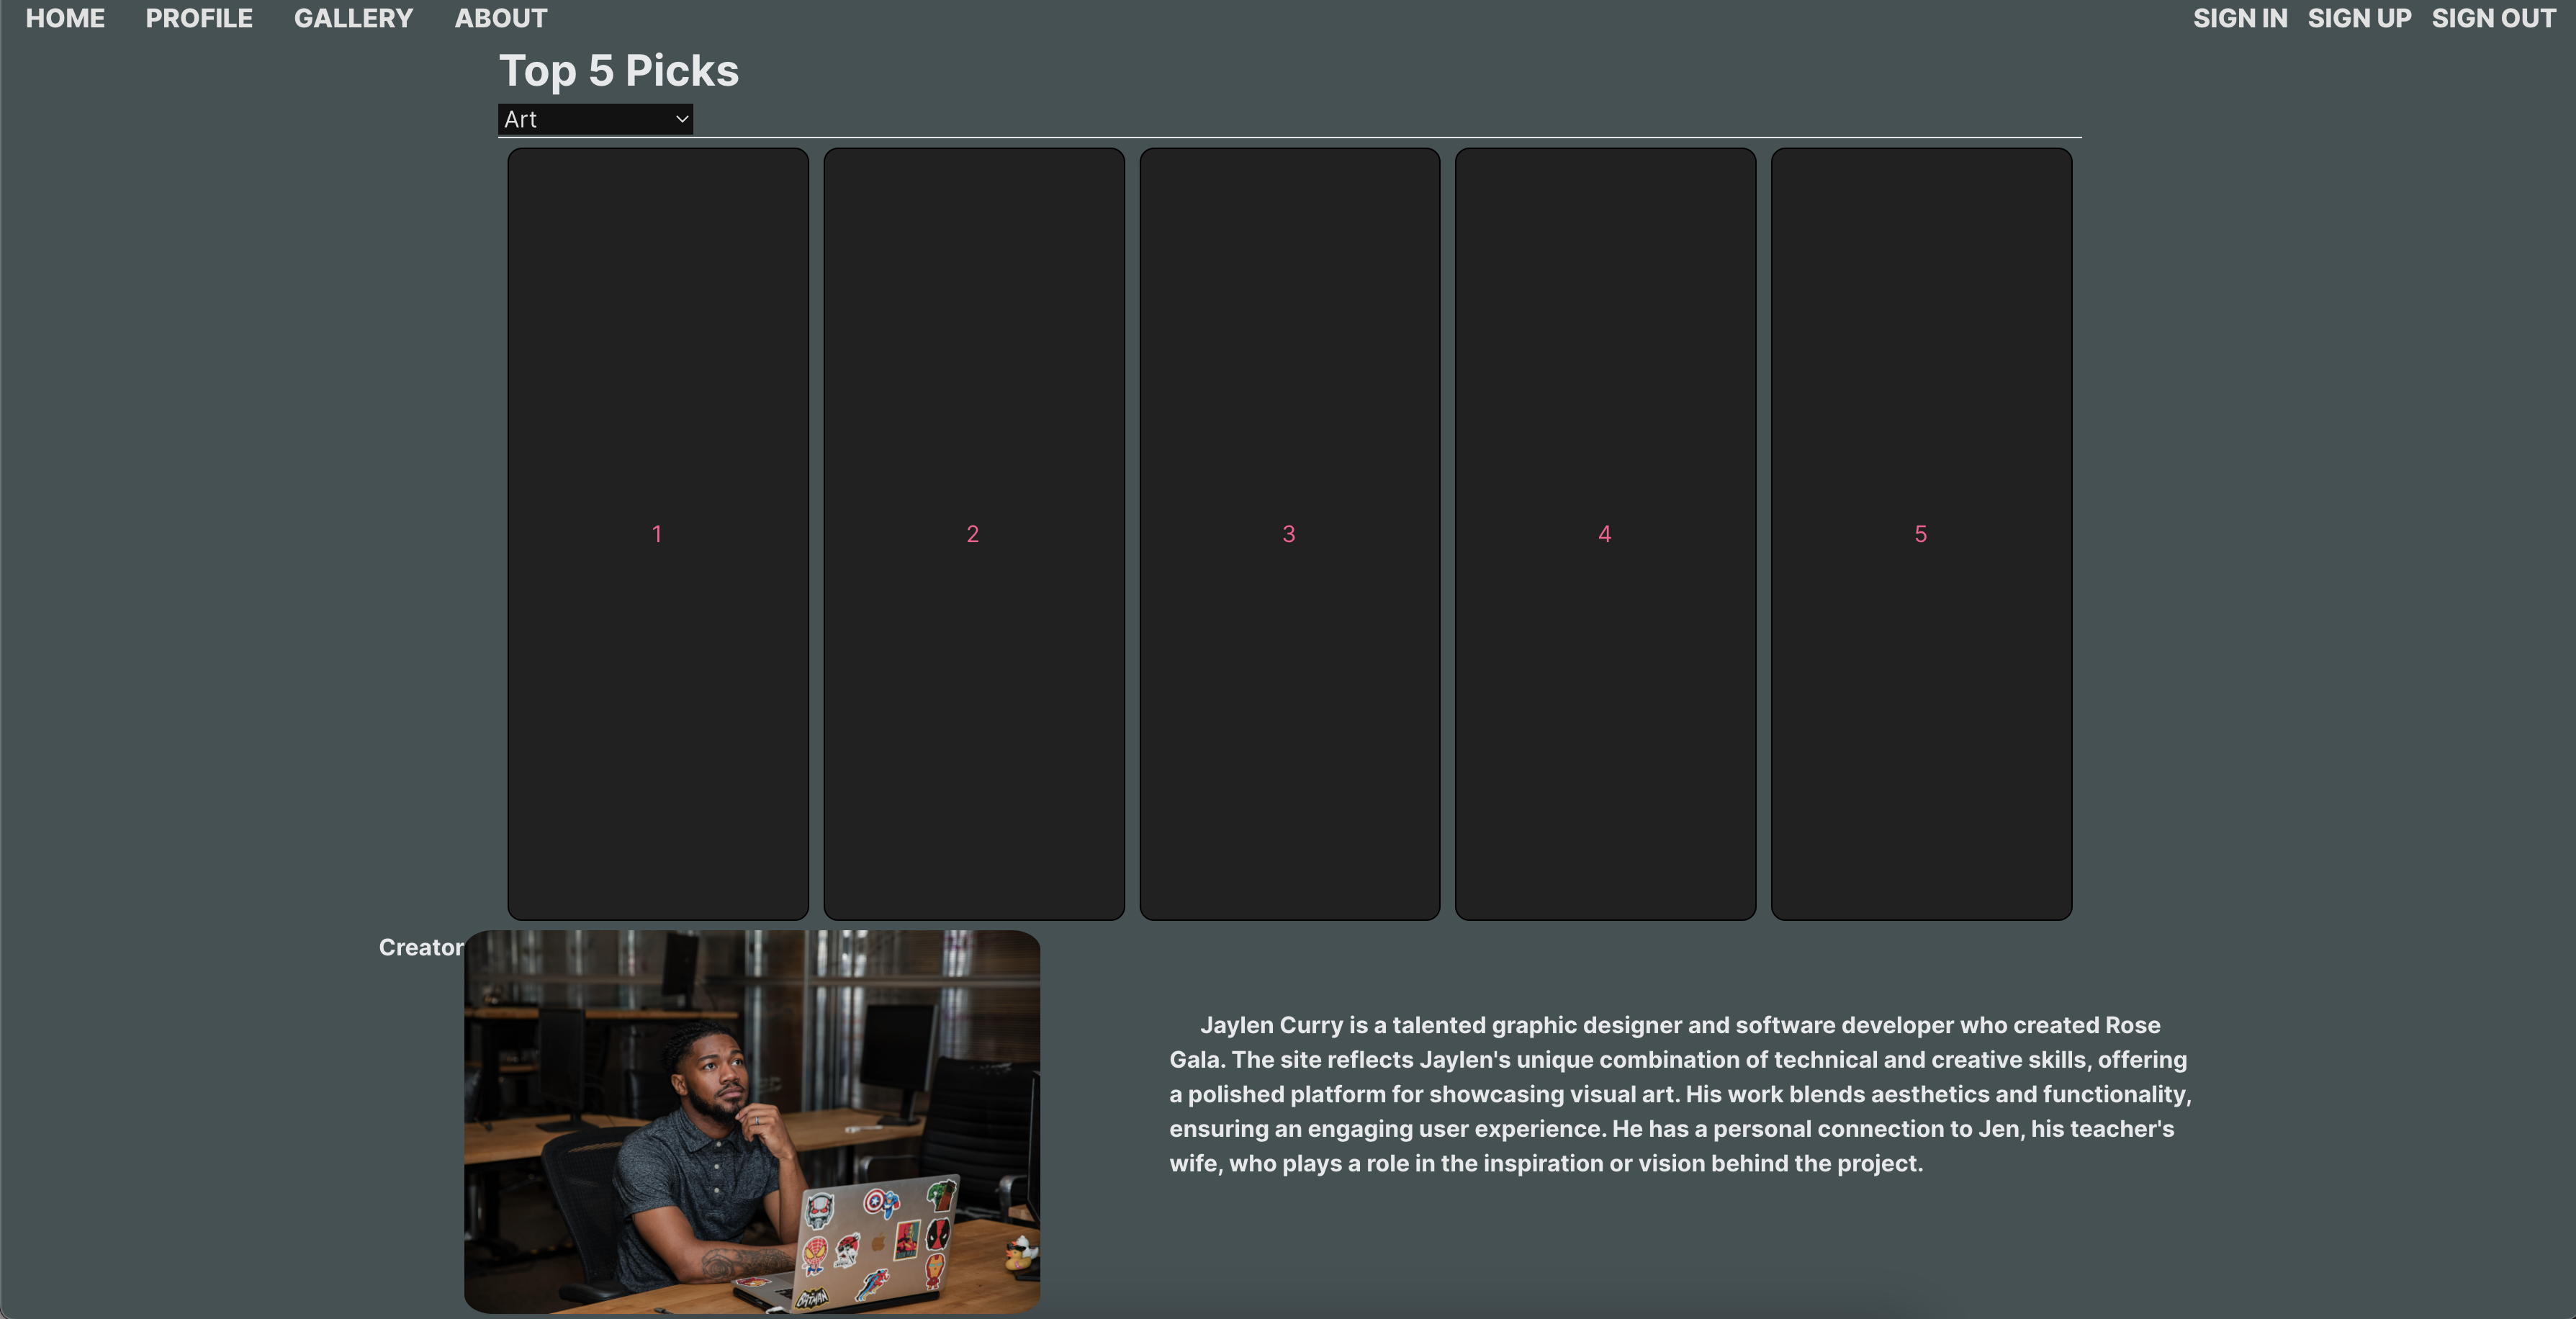 HOME PROFILE GALLERY ABOUT SIGN IN SIGN UP SIGN OUT
Top 5 Picks
Art
1 2 3 4 5
Creator
Jaylen Curry is a talented graphic designer and software developer who created Rose
Gala. The site reflects Jaylen's unique combination of technical and creative skills, offering
a polished platform for showcasing visual art. His work blends aesthetics and functionality,
ensuring an engaging user experience. He has a personal connection to Jen, his teacher's
wife, who plays a role in the inspiration or vision behind the project.
BATMAN